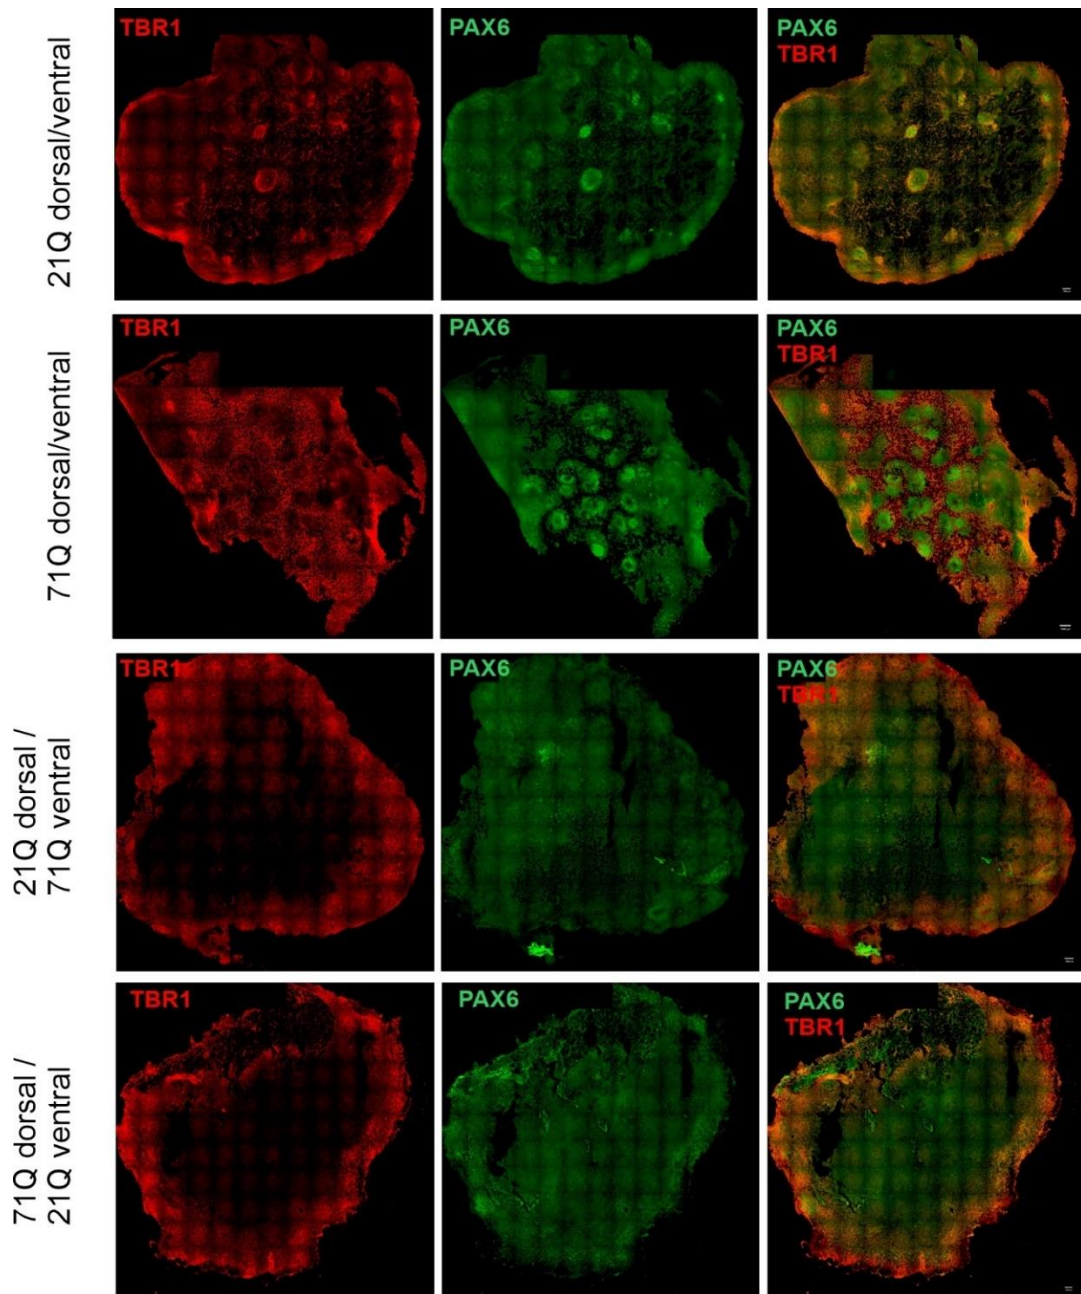 21Q dorsal/ventral
TBR1
PAX6
PAX6
TBR1
71Q dorsal/ventral
TBR1
PAX6
PAX6
TBR1
21Q dorsal /
71Q ventral
TBR1
PAX6
PAX6
TBR1
71Q dorsal /
21Q ventral
TBR1
PAX6
PAX6
TBR1